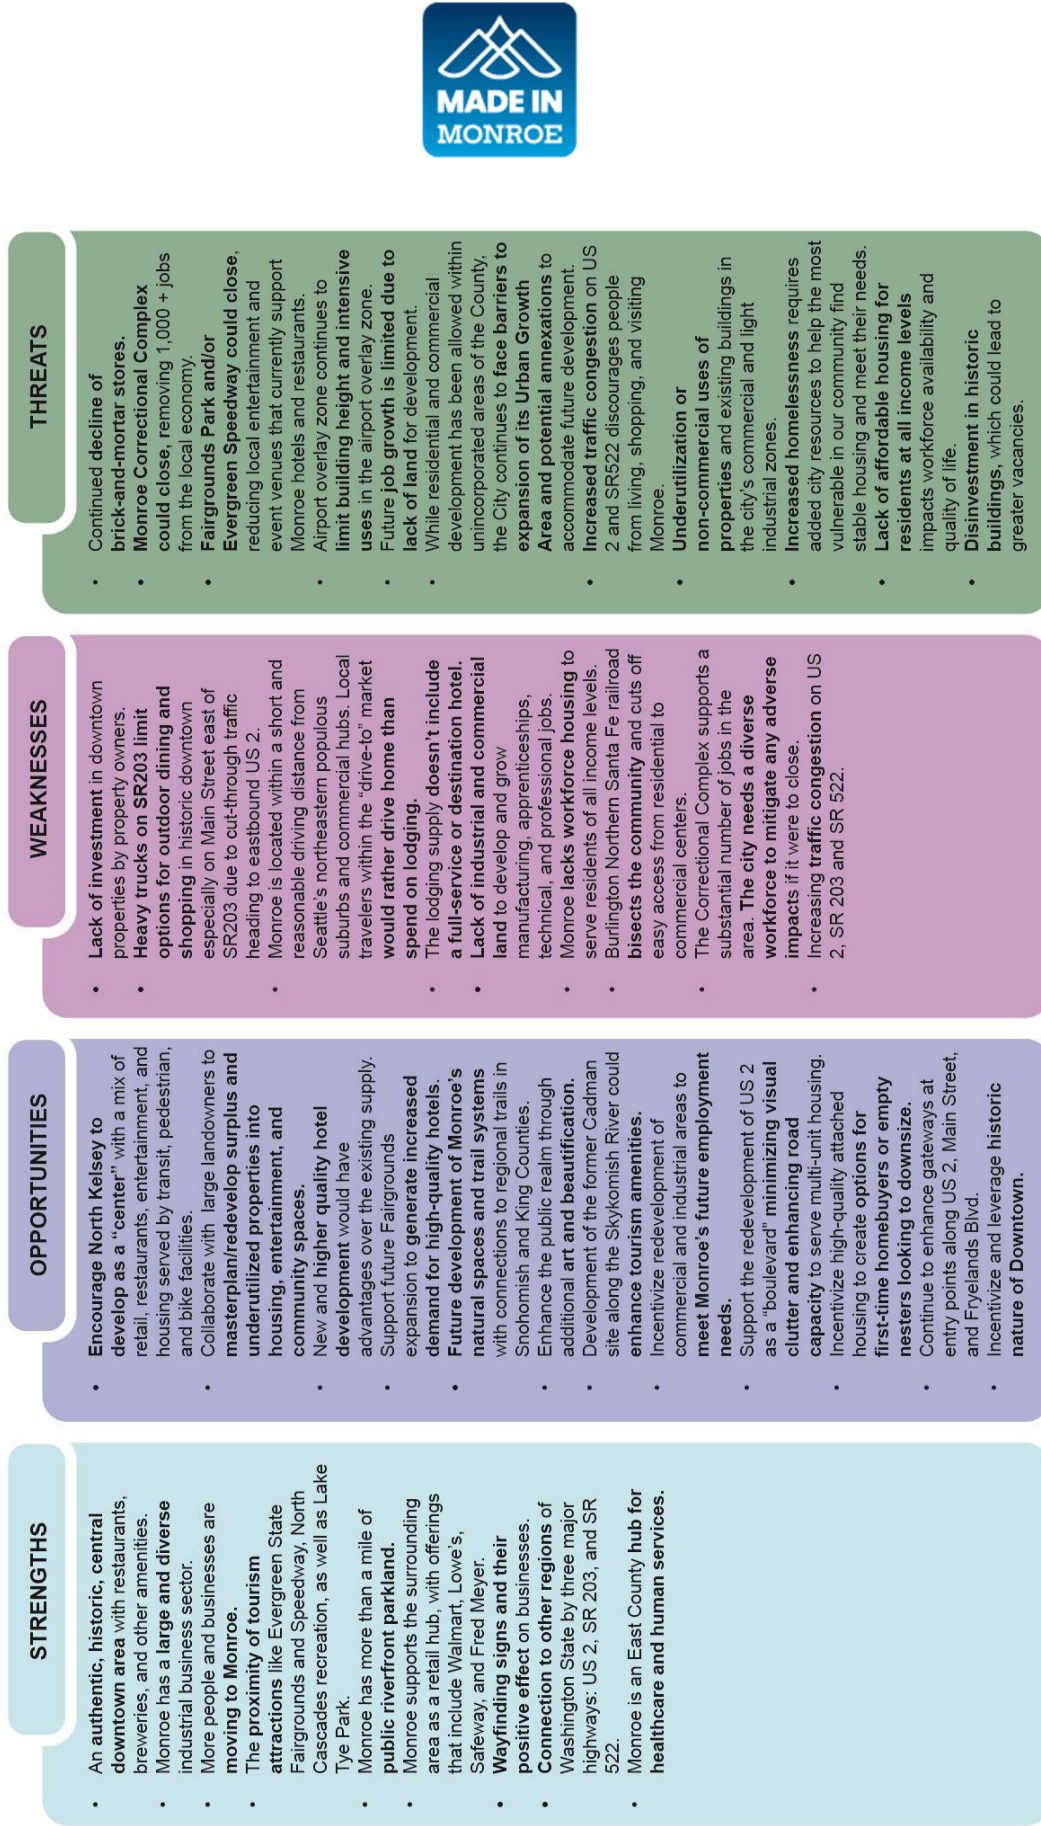 STRENGTHS
• An authentic, historic, central
downtown area with restaurants,
breweries, and other amenities.
• Monroe has a large and diverse
industrial business sector.
• More people and businesses are
moving to Monroe.
• The proximity of tourism
attractions like Evergreen State
Fairgrounds and Speedway, North
Cascades recreation, as well as Lake
Tye Park.
• Monroe has more than a mile of
public riverfront parkland.
• Monroe supports the surrounding
area as a retail hub, with offerings
that include Walmart, Lowe's,
Safeway, and Fred Meyer.
• Wayfinding signs and their
positive effect on businesses.
• Connection to other regions of
Washington State by three major
highways: US 2, SR 203, and SR
522.
• Monroe is an East County hub for
healthcare and human services.
OPPORTUNITIES
• Encourage North Kelsey to
develop as a “center” with a mix of
retail, restaurants, entertainment, and
housing served by transit, pedestrian,
and bike facilities.
• Collaborate with large landowners to
masterplan/redevelop surplus and
underutilized properties into
housing, entertainment, and
community spaces.
• New and higher quality hotel
development would have
advantages over the existing supply.
• Support future Fairgrounds
expansion to generate increased
demand for high-quality hotels.
• Future development of Monroe's
natural spaces and trail systems
with connections to regional trails in
Snohomish and King Counties.
• Enhance the public realm through
additional art and beautification.
• Development of the former Cadman
site along the Skykomish River could
enhance tourism amenities.
• Incentivize redevelopment of
commercial and industrial areas to
meet Monroe's future employment
needs.
• Support the redevelopment of US 2
as a “boulevard” minimizing visual
clutter and enhancing road
capacity to serve multi-unit housing.
• Incentivize high-quality attached
housing to create options for
first-time homebuyers or empty
nesters looking to downsize.
• Continue to enhance gateways at
entry points along US 2, Main Street,
and Fryelands Blvd.
• Incentivize and leverage historic
nature of Downtown.
WEAKNESSES
• Lack of investment in downtown
properties by property owners.
• Heavy trucks on SR203 limit
options for outdoor dining and
shopping in historic downtown
especially on Main Street east of
SR203 due to cut-through traffic
heading to eastbound US 2.
• Monroe is located within a short and
reasonable driving distance from
Seattle's northeastern populous
suburbs and commercial hubs. Local
travelers within the “drive-to” market
would rather drive home than
spend on lodging.
• The lodging supply doesn't include
a full-service or destination hotel.
• Lack of industrial and commercial
land to develop and grow
manufacturing, apprenticeships,
technical, and professional jobs.
• Monroe lacks workforce housing to
serve residents of all income levels.
• Burlington Northern Santa Fe railroad
bisects the community and cuts off
easy access from residential to
commercial centers.
• The Correctional Complex supports a
substantial number of jobs in the
area. The city needs a diverse
workforce to mitigate any adverse
impacts if it were to close.
• Increasing traffic congestion on US
2, SR 203 and SR 522.
THREATS
• Continued decline of
brick-and-mortar stores.
• Monroe Correctional Complex
could close, removing 1,000 + jobs
from the local economy.
• Fairgrounds Park and/or
Evergreen Speedway could close,
reducing local entertainment and
event venues that currently support
Monroe hotels and restaurants.
• Airport overlay zone continues to
limit building height and intensive
uses in the airport overlay zone.
• Future job growth is limited due to
lack of land for development.
• While residential and commercial
development has been allowed within
unincorporated areas of the County,
the City continues to face barriers to
expansion of its Urban Growth
Area and potential annexations to
accommodate future development.
• Increased traffic congestion on US
2 and SR522 discourages people
from living, shopping, and visiting
Monroe.
• Underutilization or
non-commercial uses of
properties and existing buildings in
the city's commercial and light
industrial zones.
• Increased homelessness requires
added city resources to help the most
vulnerable in our community find
stable housing and meet their needs.
• Lack of affordable housing for
residents at all income levels
impacts workforce availability and
quality of life.
• Disinvestment in historic
buildings, which could lead to
greater vacancies.
MADE IN
MONROE